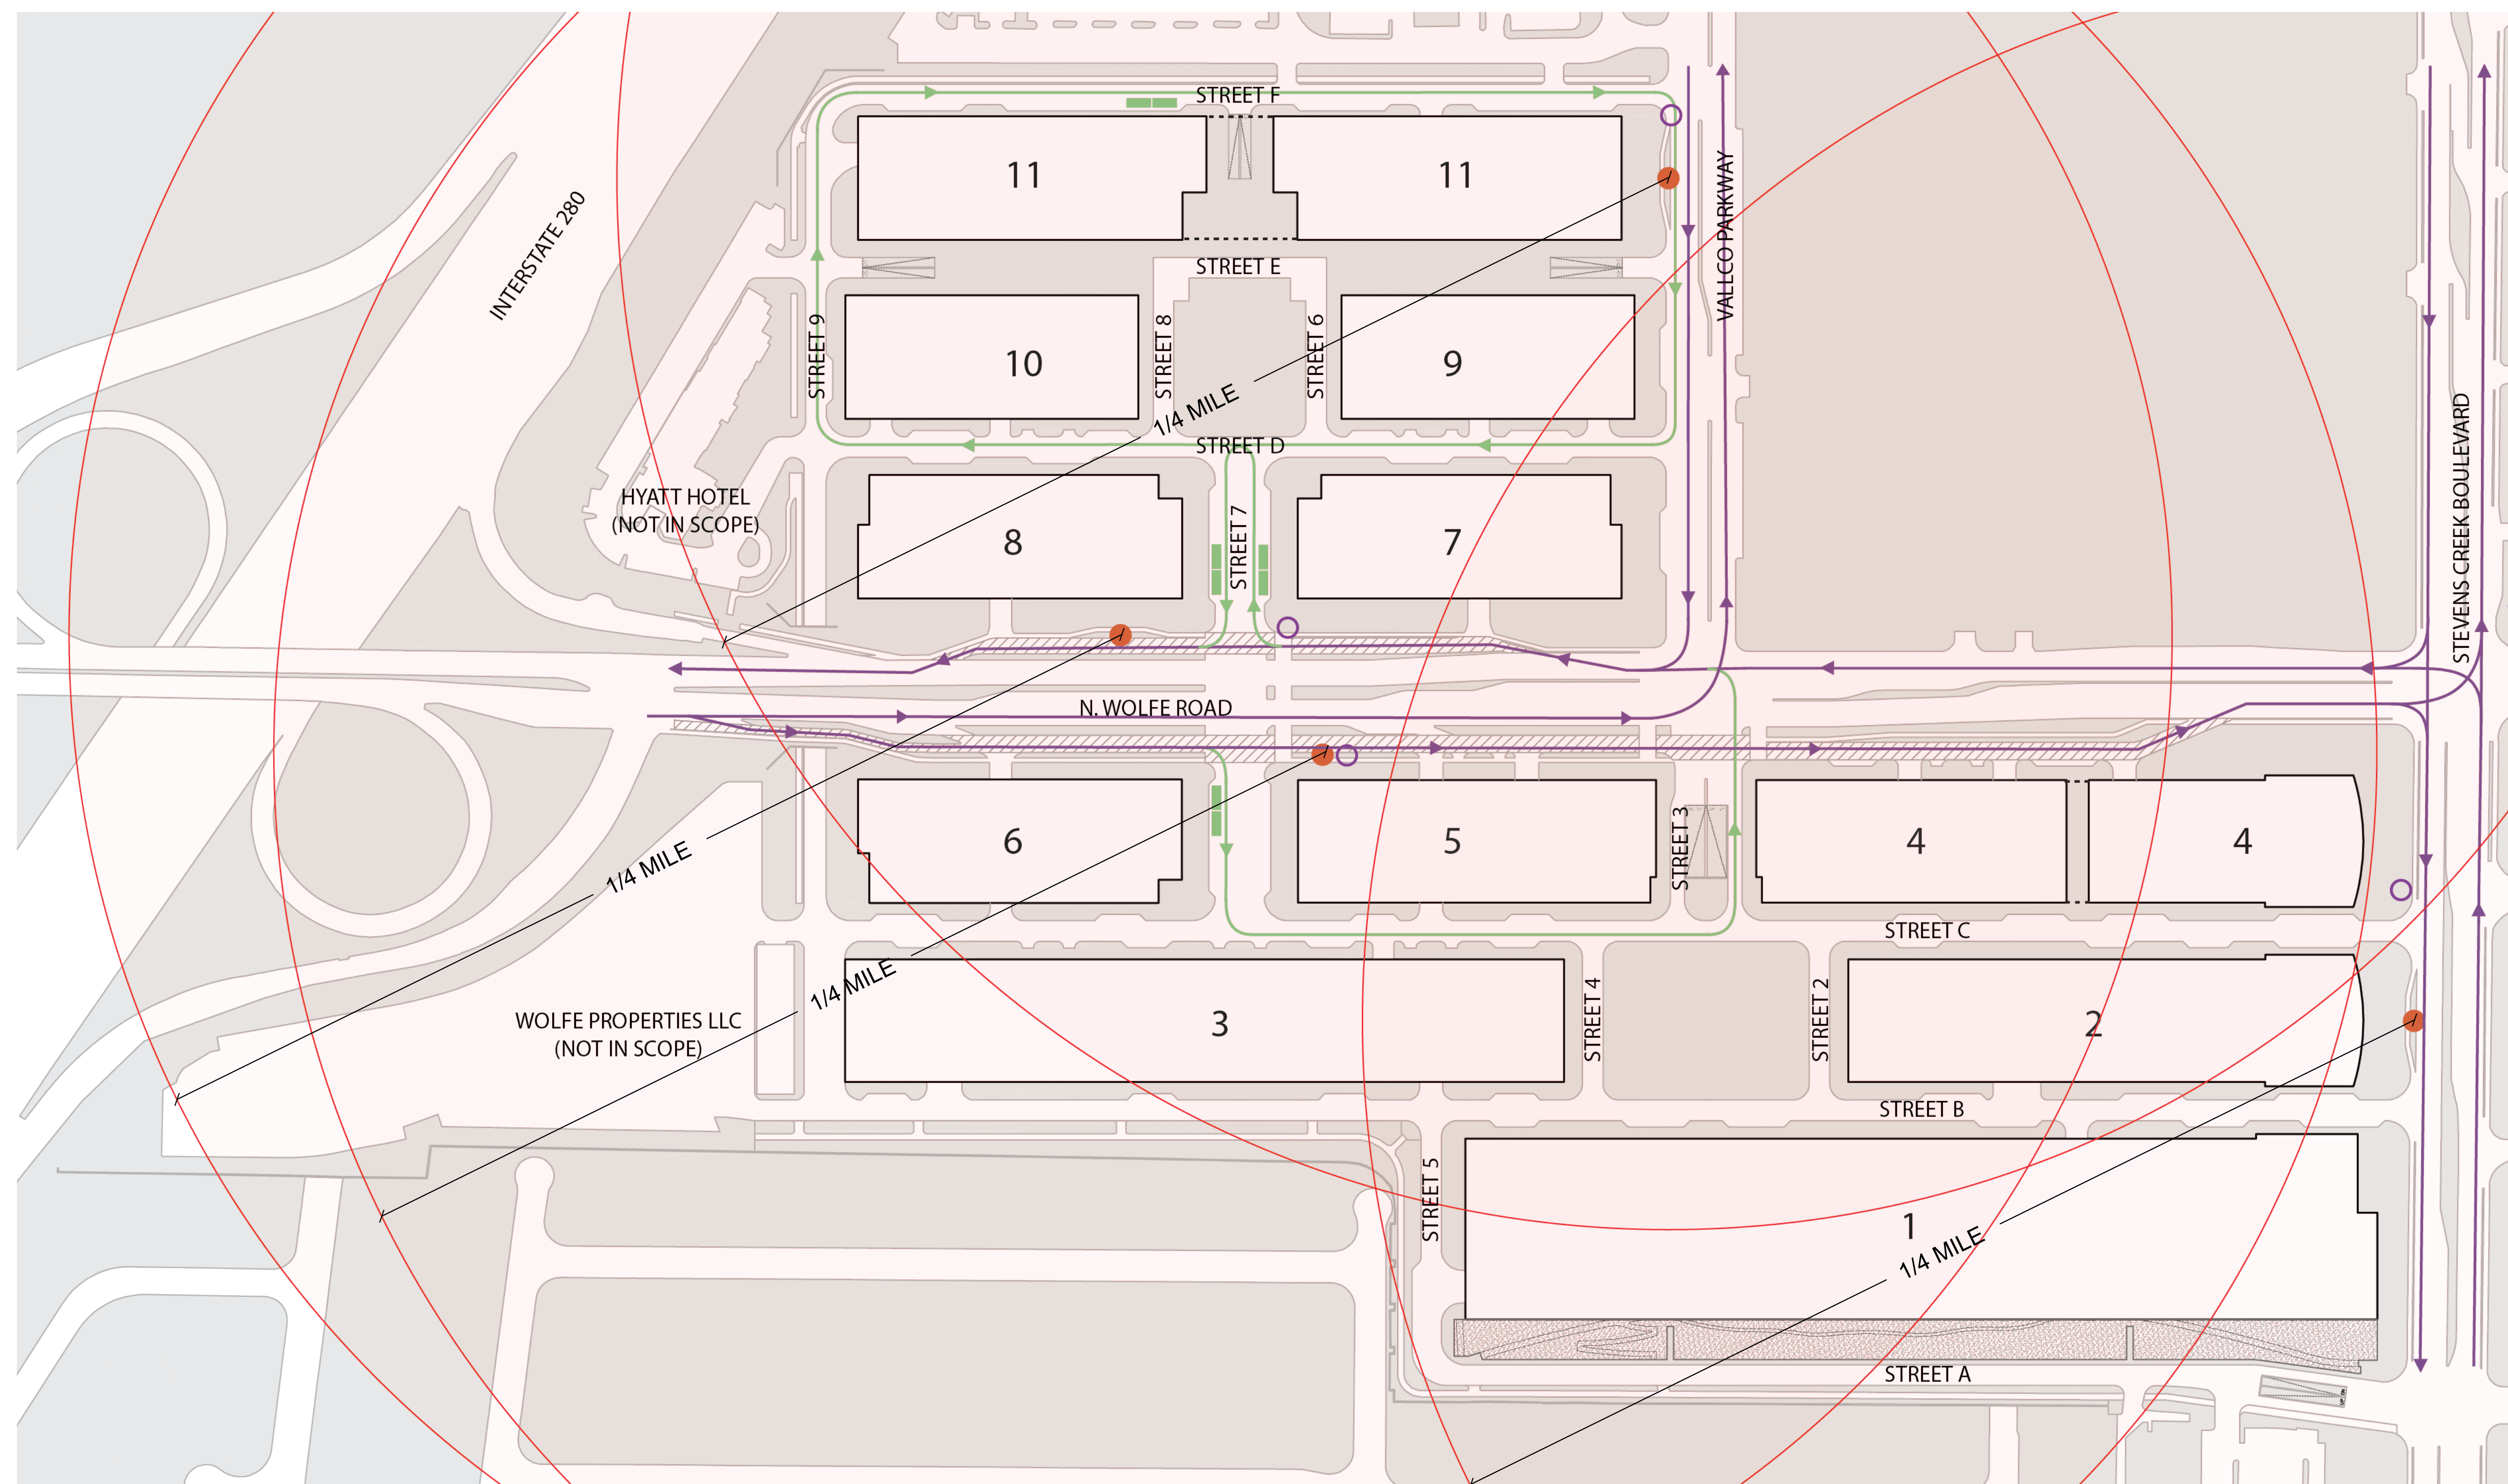 STREET F
11
11
VALLCO PARKWAY
INTERSTATE 280
STREET E
STREET 9
10
STREET 8
STREET 6
9
1/4 MILE
STREET D
STEVENS CREEK BOULEVARD
HYATT HOTEL
(NOT IN SCOPE)
8
STREET 7
7
N. WOLFE ROAD
6
5
STREET 3
4
4
1/4 MILE
STREET C
1/4 MILE
WOLFE PROPERTIES LLC
(NOT IN SCOPE)
3
STREET 4
STREET 2
2
STREET B
STREET 5
1
1/4 MILE
STREET A